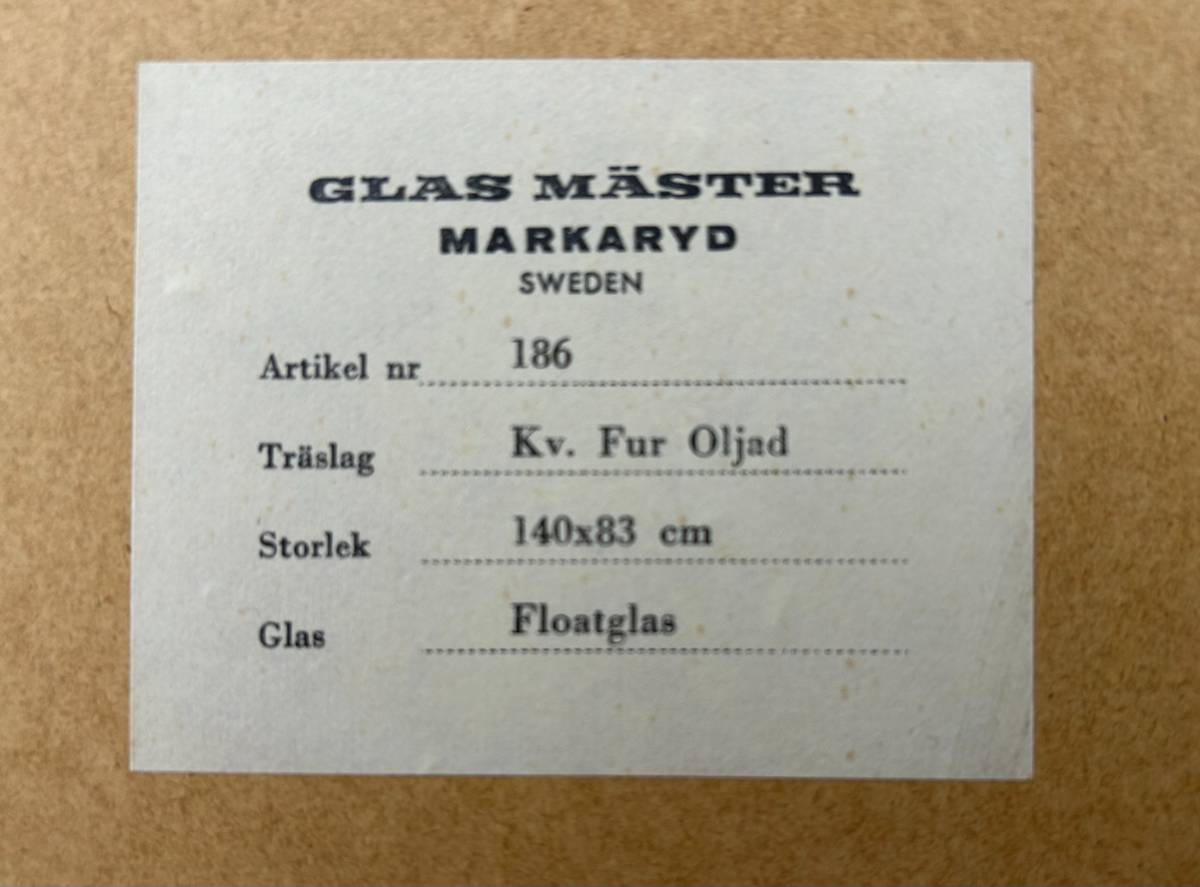 GLAS MÄSTER
MARKARYD
SWEDEN
Artikel nr 186
Träslag Kv. Fur Oljad
Storlek 140x83 cm
Glas Floatglas